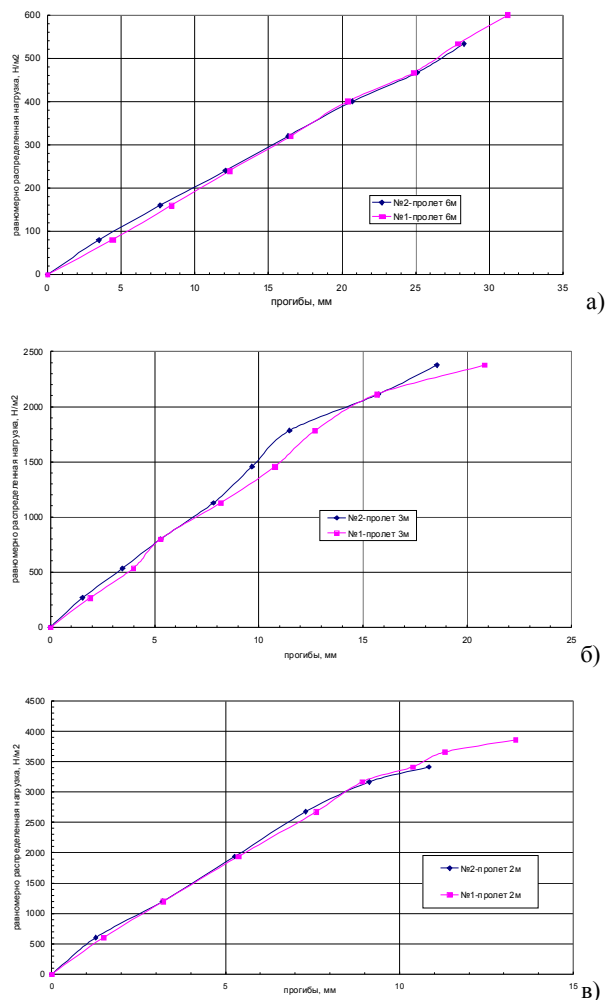 равномерно распределенная нагрузка, Н/м2
600
500
400
300
200
100
0
0 5 10 15 20 25 30 35
прогибы, мм
№2-пролет 6м
№1-пролет 6м
а)
равномерно распределенная нагрузка, Н/м2
2500
2000
1500
1000
500
0
0 5 10 15 20 25
прогибы, мм
№2-пролет 3м
№1-пролет 3м
б)
равномерно распределенная нагрузка, Н/м2
4500
4000
3500
3000
2500
2000
1500
1000
500
0
0 5 10 15
прогибы, мм
№2-пролет 2м
№1-пролет 2м
в)